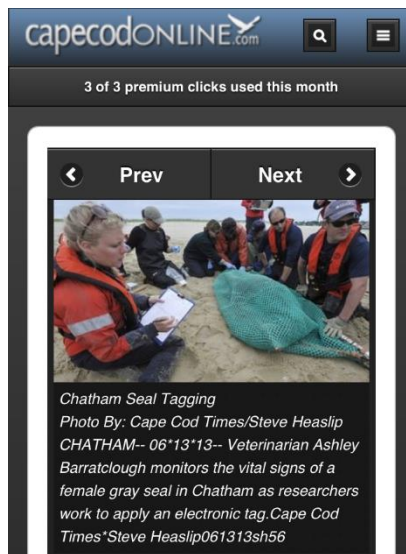 capecodONLINE.com
3 of 3 premium clicks used this month
Prev Next
Chatham Seal Tagging
Photo By: Cape Cod Times/Steve Heaslip
CHATHAM-- 06*13*13-- Veterinarian Ashley
Barratclough monitors the vital signs of a
female gray seal in Chatham as researchers
work to apply an electronic tag.Cape Cod
Times*Steve Heaslip061313sh56